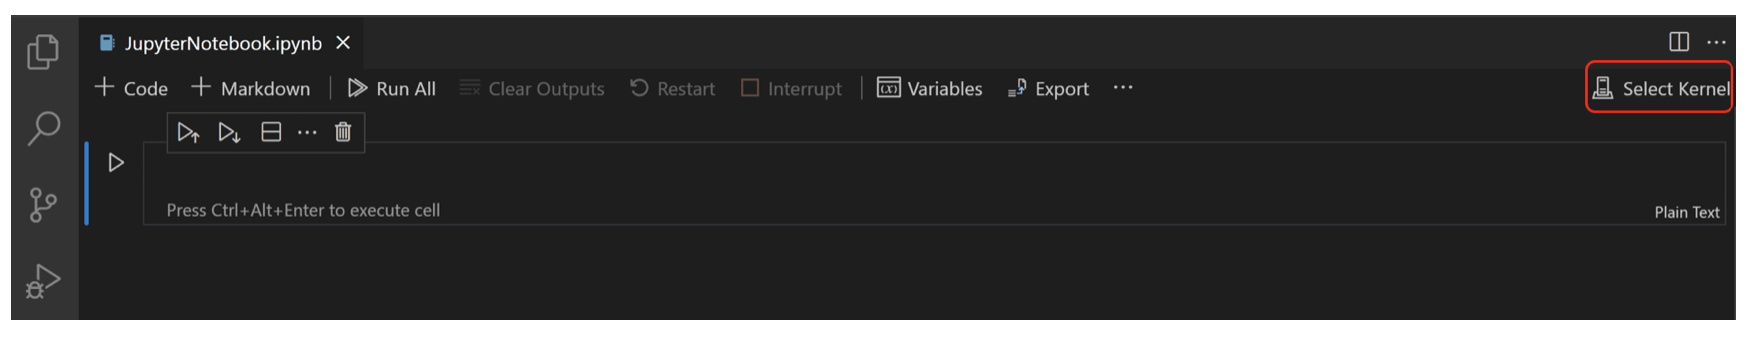 JupyterNotebook.ipynb
Code Markdown Run All Clear Outputs Restart Interrupt Variables Export ... Select Kernel
Press Ctrl+Alt+Enter to execute cell
Plain Text